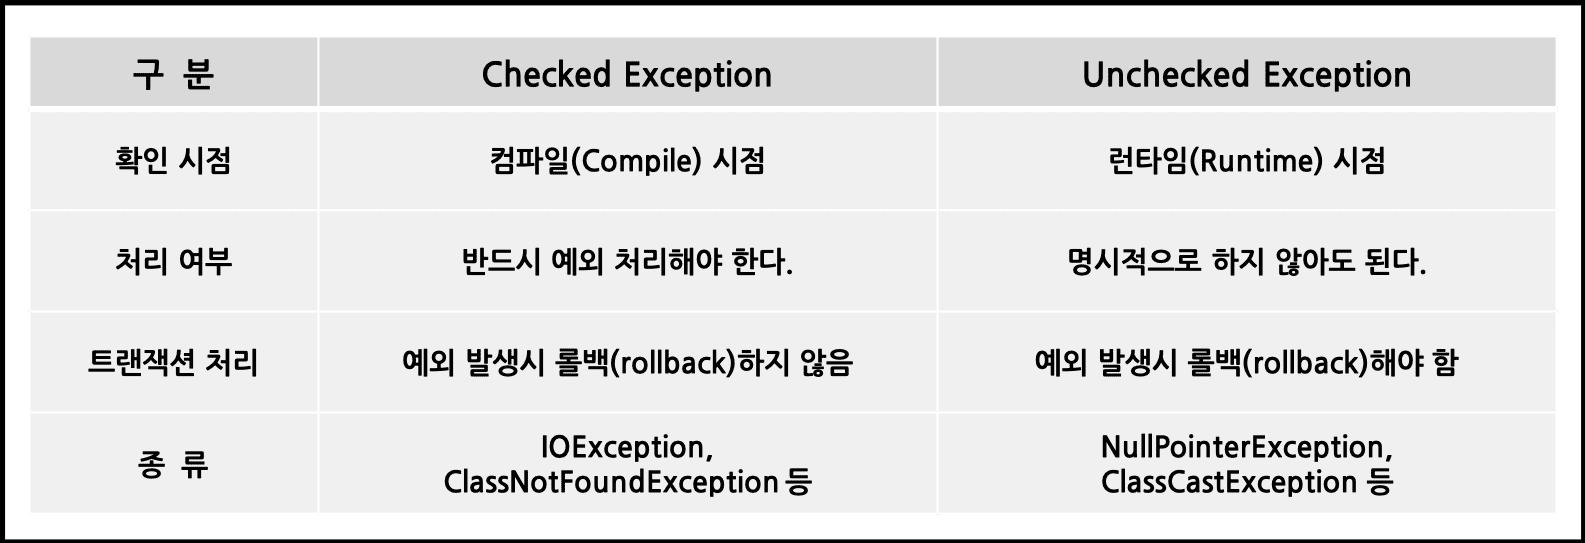 구 분 Checked Exception Unchecked Exception
확인 시점 컴파일(Compile) 시점 런타임(Runtime) 시점
처리 여부 반드시 예외 처리해야 한다. 명시적으로 하지 않아도 된다.
트랜잭션 처리 예외 발생시 롤백(rollback)하지 않음 예외 발생시 롤백(rollback)해야 함
종 류 IOException, NullPointerException,
ClassNotFoundException 등 ClassCastException 등